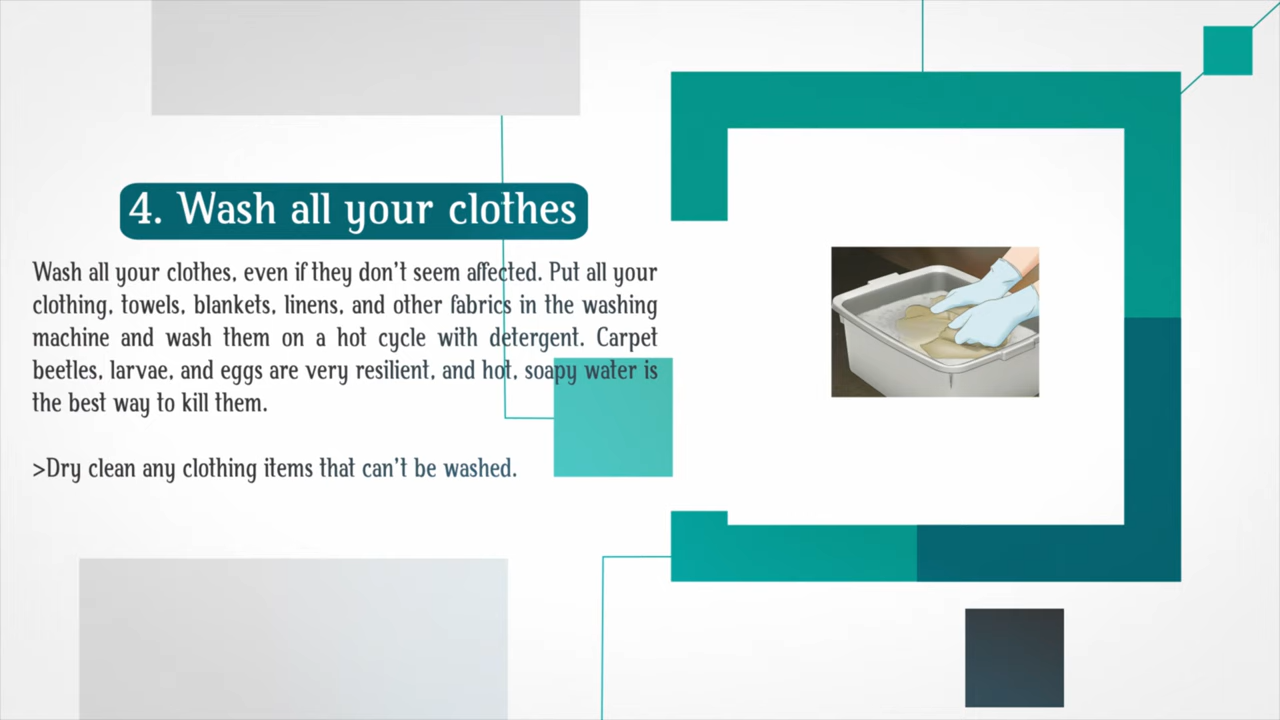 4. Wash all your clothes
Wash all your clothes, even if they don't seem affected. Put all your
clothing, towels, blankets, linens, and other fabrics in the washing
machine and wash them on a hot cycle with detergent. Carpet
beetles, larvae, and eggs are very resilient, and hot, soapy water is
the best way to kill them.
>Dry clean any clothing items that can't be washed.